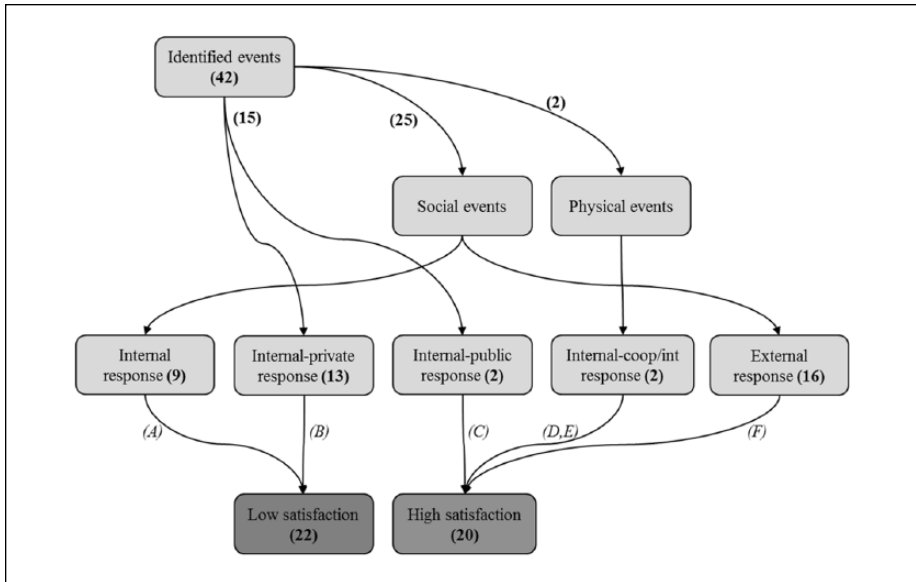 Identified events
(42)
(15)
(25)
(2)
Social events
Physical events
Internal
response (9)
Internal-private
response (13)
Internal-public
response (2)
Internal-coop/int
response (2)
External
response (16)
(A)
(B)
(C)
(D,E)
(F)
Low satisfaction
(22)
High satisfaction
(20)